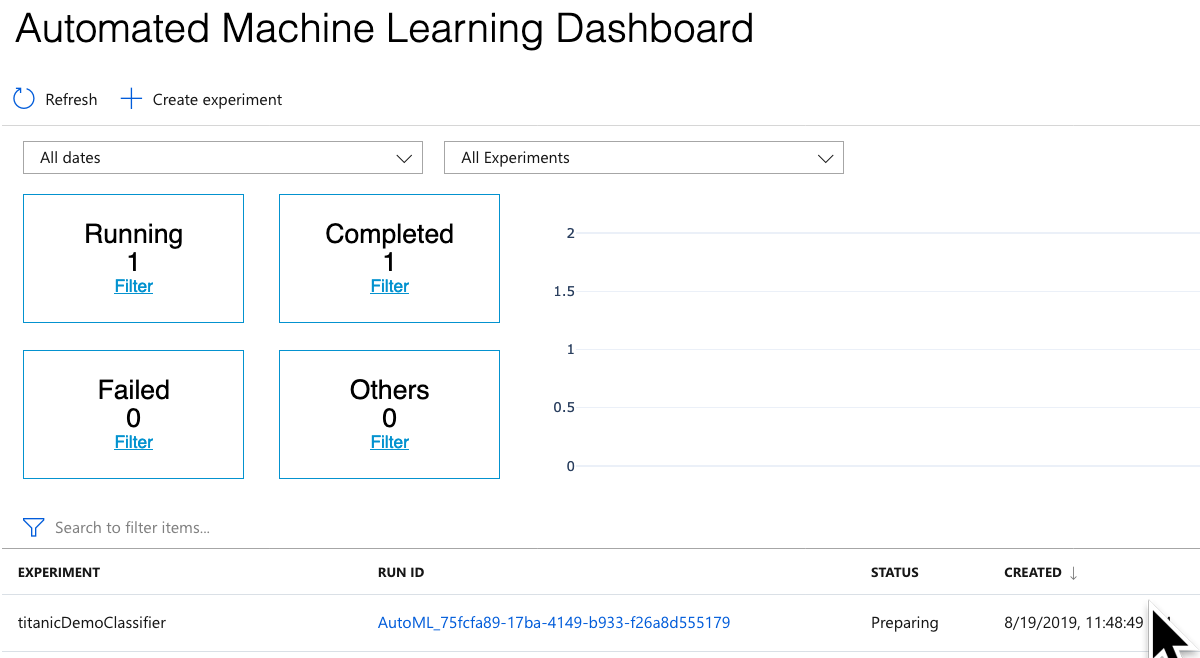 Automated Machine Learning Dashboard
Refresh Create experiment
All dates All Experiments
Running
1
Filter
Completed
1
Filter
Failed
0
Filter
Others
0
Filter
2
1.5
1
0.5
0
Search to filter items...
EXPERIMENT RUN ID STATUS CREATED
titanicDemoClassifier AutoML_75fcfa89-17ba-4149-b933-f26a8d555179 Preparing 8/19/2019, 11:48:49